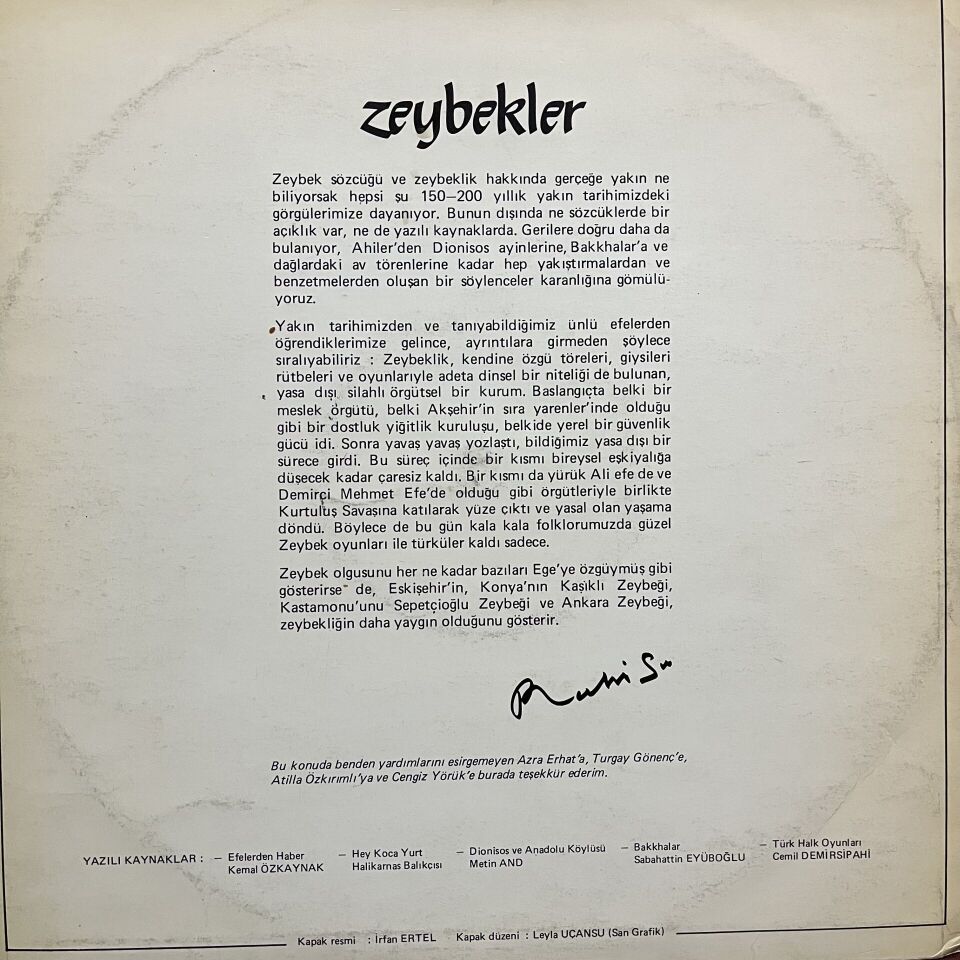 zeybekler
Zeybek sözcüğü ve zeybeklik hakkında gerçeğe yakın ne
biliyorsak hepsi şu 150–200 yıllık yakın tarihimizdeki
görgülerimize dayanıyor. Bunun dışında ne sözcüklerde bir
açıklık var, ne de yazılı kaynaklarda. Gerilere doğru daha da
bulanıyor, Ahiler'den Dionisos ayinlerine, Bakkhalar'a ve
dağlardaki av törenlerine kadar hep yakıştırmalardan ve
benzetmelerden oluşan bir söylenceler karanlığına gömülü-
yoruz.
Yakın tarihimizden ve tanıyabildiğimiz ünlü efelerden
öğrendiklerimize gelince, ayrıntılara girmeden şöylece
sıralıyabiliriz : Zeybeklik, kendine özgü töreleri, giysileri
rütbeleri ve oyunlarıyle adeta dinsel bir niteliği de bulunan,
yasa dışı silahlı örgütsel bir kurum. Baslangıçta belki bir
meslek örgütü, belki Akşehir'in sıra yarenler'inde olduğu
gibi bir dostluk yiğitlik kuruluşu, belkide yerel bir güvenlik
gücü idi. Sonra yavaş yavaş yozlaştı, bildiğimiz yasa dışı bir
sürece girdi. Bu süreç içinde bir kısmı bireysel eşkiyalığa
düşecek kadar çaresiz kaldı. Bir kısmı da yürük Ali efe de ve
Demirçi Mehmet Efe'de olduğu gibi örgütleriyle birlikte
Kurtuluş Savaşına katılarak yüze çıktı ve yasal olan yaşama
döndü. Böylece de bu gün kala kala folklorumuzda güzel
Zeybek oyunları ile türküler kaldı sadece.
Zeybek olgusunu her ne kadar bazıları Ege'ye özgüymüş gibi
gösterirse de, Eskişehir'in, Konya'nın Kaşıklı Zeybeği,
Kastamonu'unu Sepetçioğlu Zeybeği ve Ankara Zeybeği,
zeybekliğin daha yaygın olduğunu gösterir.
Ruhi Su
Bu konuda benden yardımlarını esirgemeyen Azra Erhat'a, Turgay Gönenç'e,
Atilla Özkırımlı'ya ve Cengiz Yörük'e burada teşekkür ederim.
YAZILI KAYNAKLAR : — Efelerden Haber — Hey Koca Yurt — Dionisos ve Anadolu Köylüsü — Bakkhalar — Türk Halk Oyunları
Kemal ÖZKAYNAK Halikarnas Balıkçısı Metin AND Sabahattin EYÜBOĞLU Cemil DEMİRSİPAHİ
Kapak resmi : İrfan ERTEL Kapak düzeni : Leyla UÇANSU (San Grafik)